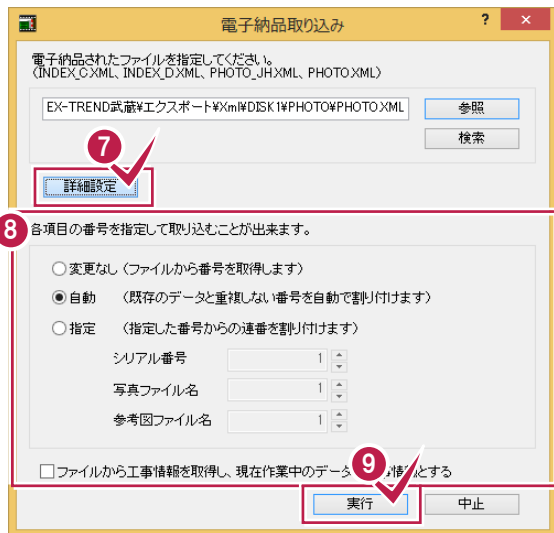 電子納品取り込み ? ×
電子納品されたファイルを指定してください。
(INDEX_C.XML、INDEX_D.XML、PHOTO_JH.XML、PHOTO.XML)
EX-TREND武蔵¥エクスポート¥Xml¥DISK1¥PHOTO¥PHOTO.XML 参照
検索
7
詳細設定
8
各項目の番号を指定して取り込むことが出来ます。
変更なし (ファイルから番号を取得します)
自動 (既存のデータと重複しない番号を自動で割り付けます)
指定 (指定した番号からの連番を割り付けます)
シリアル番号 1
写真ファイル名 1
参考図ファイル名 1
9
ファイルから工事情報を取得し、現在作業中のデータ 情報とする
実行 中止